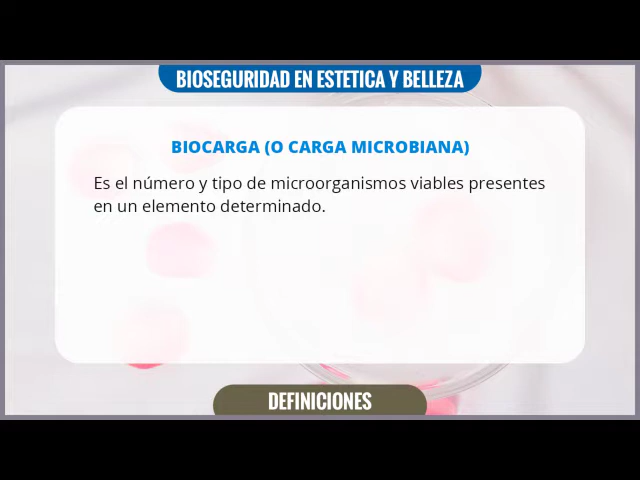 BIOSEGURIDAD EN ESTETICA Y BELLEZA
BIOCARGA (O CARGA MICROBIANA)
Es el número y tipo de microorganismos viables presentes
en un elemento determinado.
DEFINICIONES